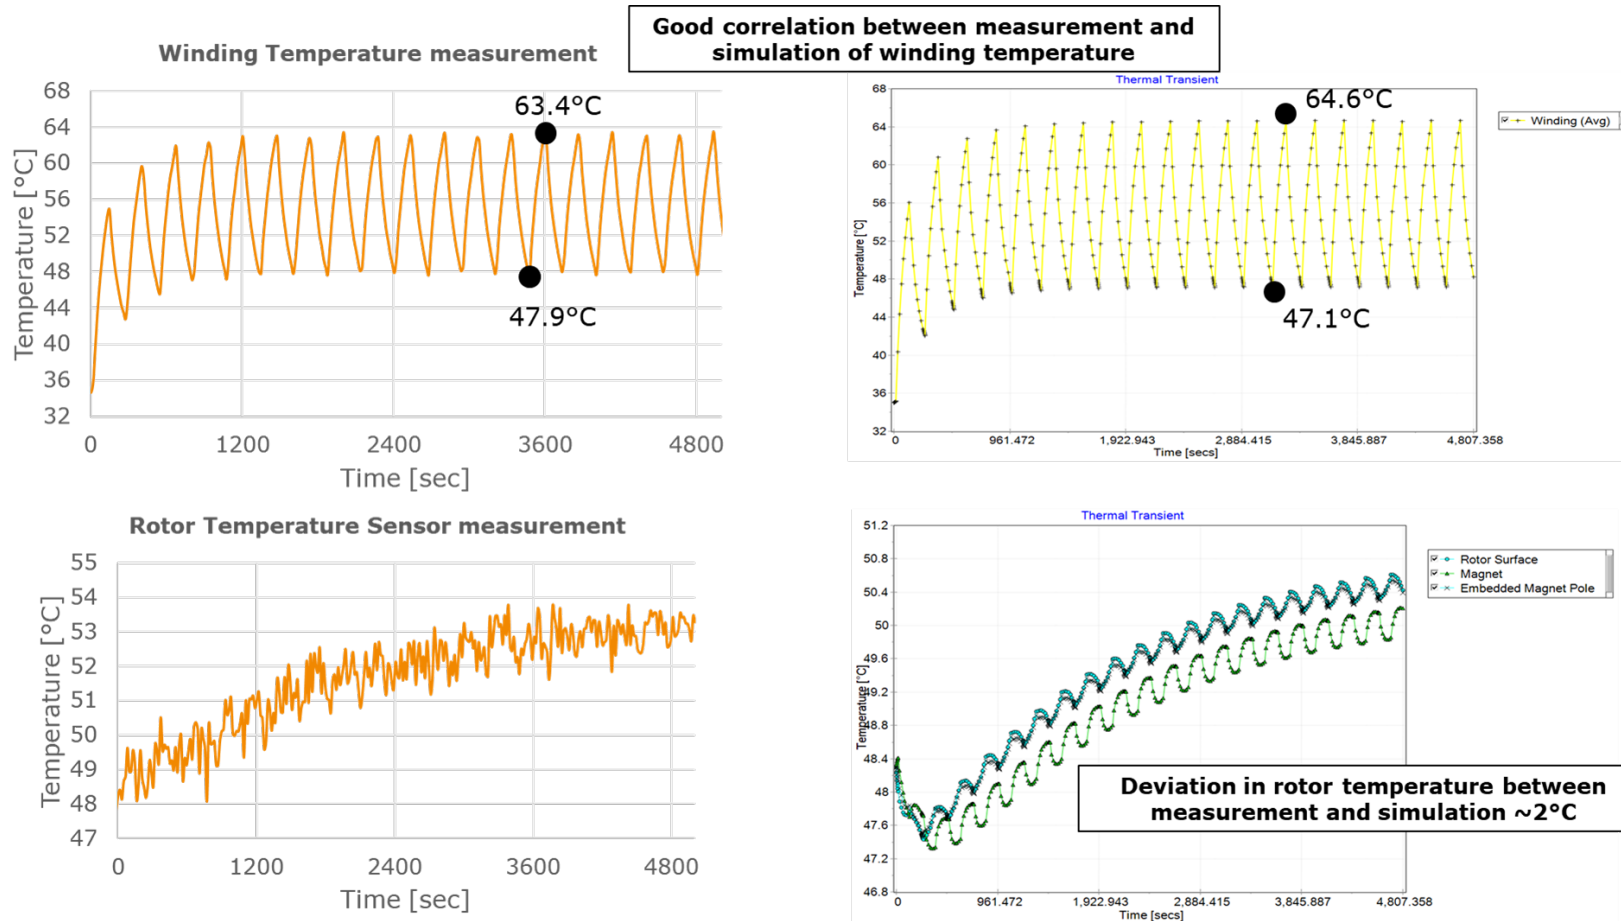 Good correlation between measurement and
simulation of winding temperature
Winding Temperature measurement
Temperature [°C]
68
64
60
56
52
48
44
40
36
32
63.4°C
47.9°C
0 1200 2400 3600 4800
Time [sec]
Thermal Transient
Temperature [°C]
68
64
60
56
52
48
44
40
36
32
64.6°C
47.1°C
Winding (Avg)
0 961.472 1,922.943 2,884.415 3,845.887 4,807.358
Time [secs]
Rotor Temperature Sensor measurement
Temperature [°C]
55
54
53
52
51
50
49
48
47
0 1200 2400 3600 4800
Time [sec]
Thermal Transient
Temperature [°C]
51.2
50.8
50.4
50
49.6
49.2
48.8
48.4
48
47.6
47.2
46.8
Rotor Surface
Magnet
Embedded Magnet Pole
Deviation in rotor temperature between
measurement and simulation ~2°C
0 961.472 1,922.943 2,884.415 3,845.887 4,807.358
Time [secs]